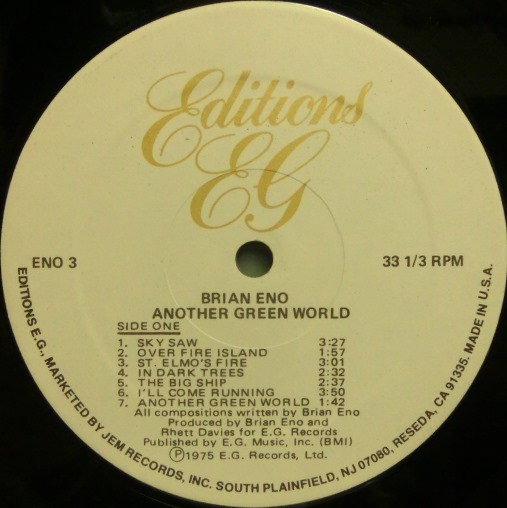 Editions
EG
ENO 3
33 1/3 RPM
BRIAN ENO
ANOTHER GREEN WORLD
SIDE ONE
1. SKY SAW 3:27
2. OVER FIRE ISLAND 1:57
3. ST. ELMO'S FIRE 3:01
4. IN DARK TREES 2:32
5. THE BIG SHIP 2:37
6. I'LL COME RUNNING 3:50
7. ANOTHER GREEN WORLD 1:42
All compositions written by Brian Eno
Produced by Brian Eno and
Rhett Davies for E.G. Records
Published by E.G. Music, Inc. (BMI)
Ⓟ1975 E.G. Records, Ltd.
EDITIONS E.G., MARKETED BY JEM RECORDS, INC. SOUTH PLAINFIELD, NJ 07080, RESEDA, CA 91335. MADE IN U.S.A.